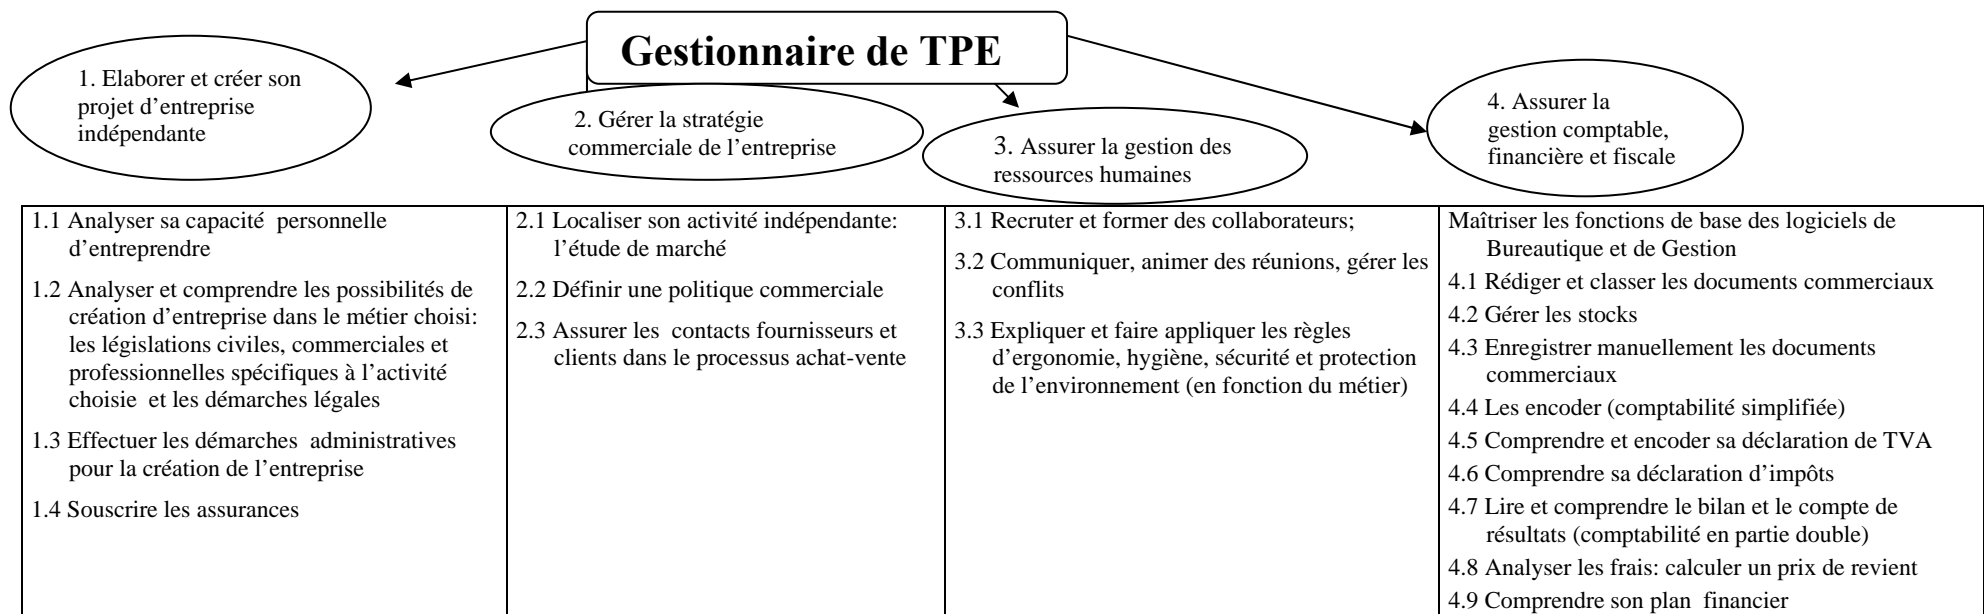 Gestionnaire de TPE
1. Elaborer et créer son
projet d’entreprise
indépendante
2. Gérer la stratégie
commerciale de l’entreprise
3. Assurer la gestion des
ressources humaines
4. Assurer la
gestion comptable,
financière et fiscale
1.1 Analyser sa capacité personnelle
d’entreprendre
1.2 Analyser et comprendre les possibilités de
création d’entreprise dans le métier choisi:
les législations civiles, commerciales et
professionnelles spécifiques à l’activité
choisie et les démarches légales
1.3 Effectuer les démarches administratives
pour la création de l’entreprise
1.4 Souscrire les assurances
2.1 Localiser son activité indépendante:
l’étude de marché
2.2 Définir une politique commerciale
2.3 Assurer les contacts fournisseurs et
clients dans le processus achat-vente
3.1 Recruter et former des collaborateurs;
3.2 Communiquer, animer des réunions, gérer les
conflits
3.3 Expliquer et faire appliquer les règles
d’ergonomie, hygiène, sécurité et protection
de l’environnement (en fonction du métier)
Maîtriser les fonctions de base des logiciels de
Bureautique et de Gestion
4.1 Rédiger et classer les documents commerciaux
4.2 Gérer les stocks
4.3 Enregistrer manuellement les documents
commerciaux
4.4 Les encoder (comptabilité simplifiée)
4.5 Comprendre et encoder sa déclaration de TVA
4.6 Comprendre sa déclaration d’impôts
4.7 Lire et comprendre le bilan et le compte de
résultats (comptabilité en partie double)
4.8 Analyser les frais: calculer un prix de revient
4.9 Comprendre son plan financier